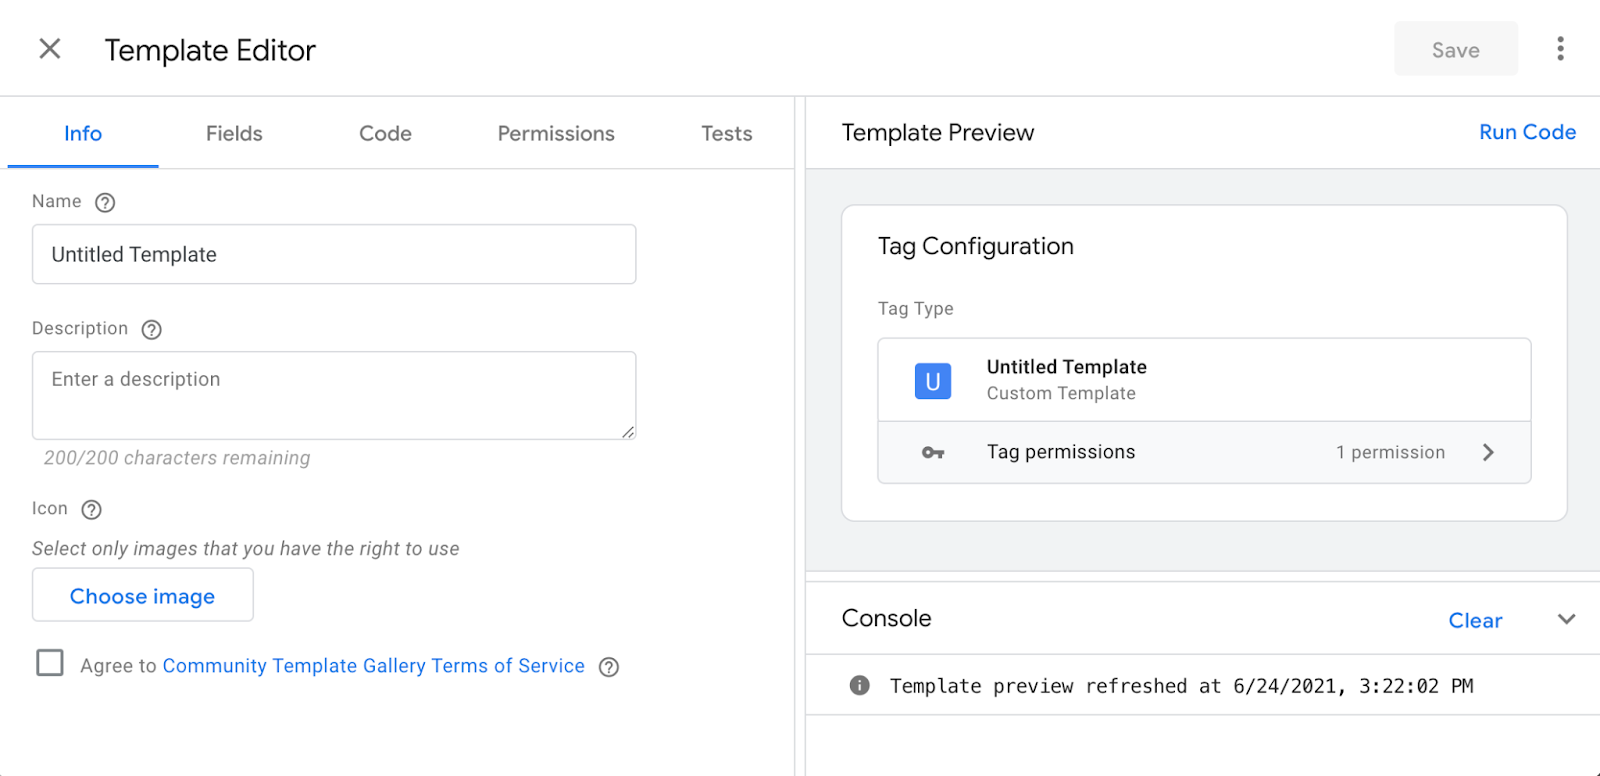 Template Editor
Save
Info
Fields
Code
Permissions
Tests
Name
Untitled Template
Description
Enter a description
200/200 characters remaining
Icon
Select only images that you have the right to use
Choose image
Agree to Community Template Gallery Terms of Service
Template Preview
Run Code
Tag Configuration
Tag Type
U
Untitled Template
Custom Template
Tag permissions
1 permission
Console
Clear
Template preview refreshed at 6/24/2021, 3:22:02 PM